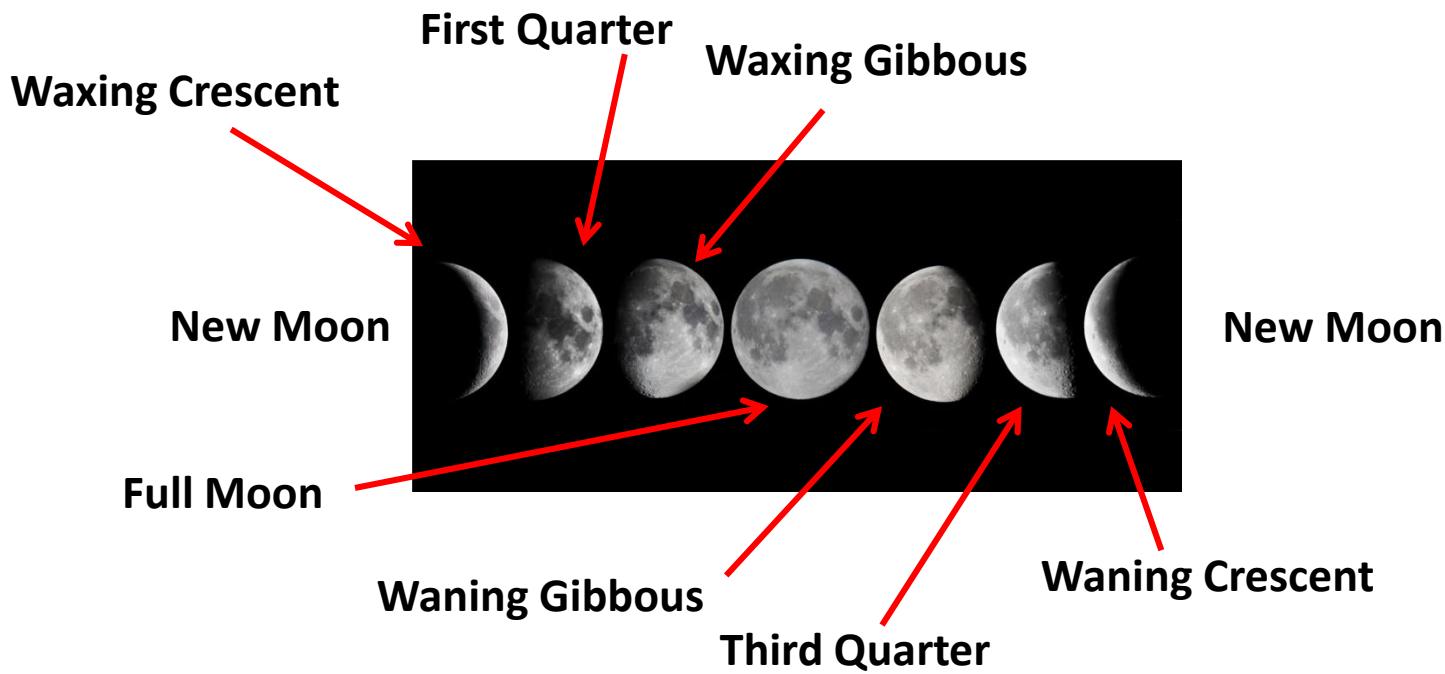 First Quarter
Waxing Gibbous
Waxing Crescent
New Moon
New Moon
Full Moon
Waning Gibbous
Waning Crescent
Third Quarter